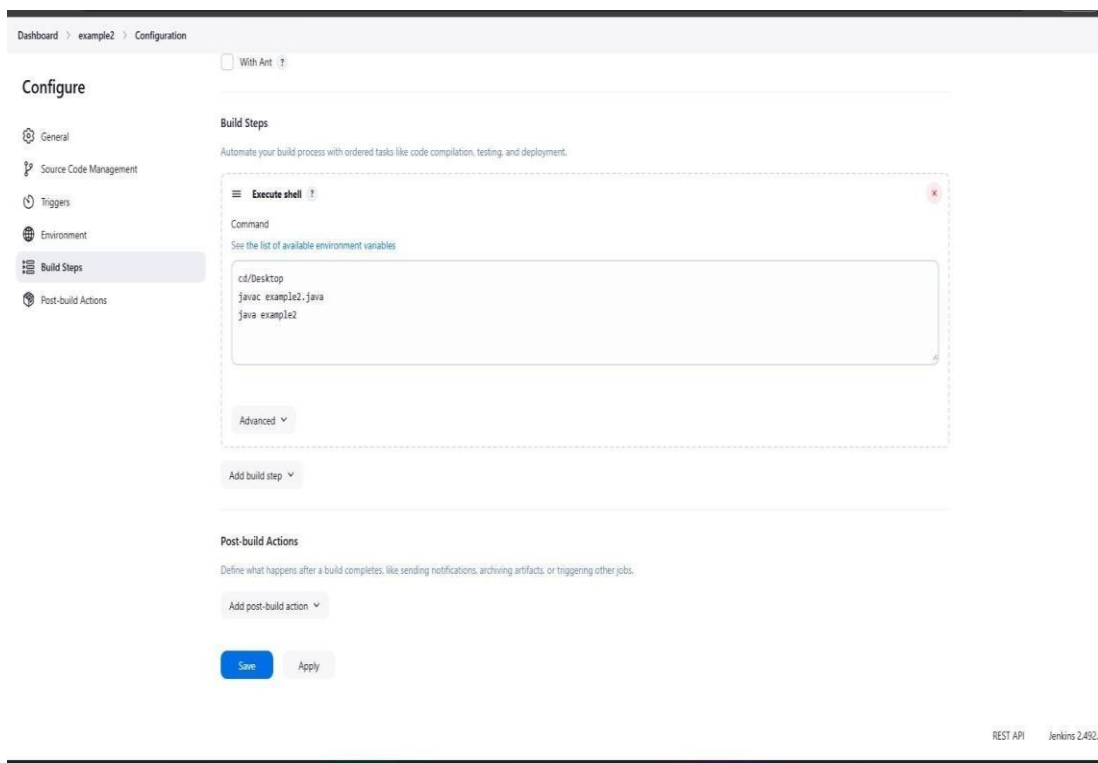 Dashboard > example2 > Configuration
Configure
General
Source Code Management
Triggers
Environment
Build Steps
Post-build Actions
With Ant ?
Build Steps
Automate your build process with ordered tasks like code compilation, testing, and deployment.
Execute shell ?
Command
See the list of available environment variables
cd/Desktop
javac example2.java
java example2
Advanced
Add build step
Post-build Actions
Define what happens after a build completes, like sending notifications, archiving artifacts, or triggering other jobs.
Add post-build action
Save Apply
REST API Jenkins 2.492.